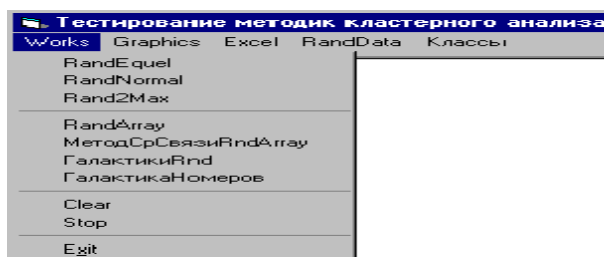 Тестирование методик кластерного анализа
Works Graphics Excel RandData Классы
RandEquel
RandNormal
Rand2Max
RandArray
МетодСрСвязиRndArray
ГалактикиRnd
ГалактикаНомеров
Clear
Stop
Exit